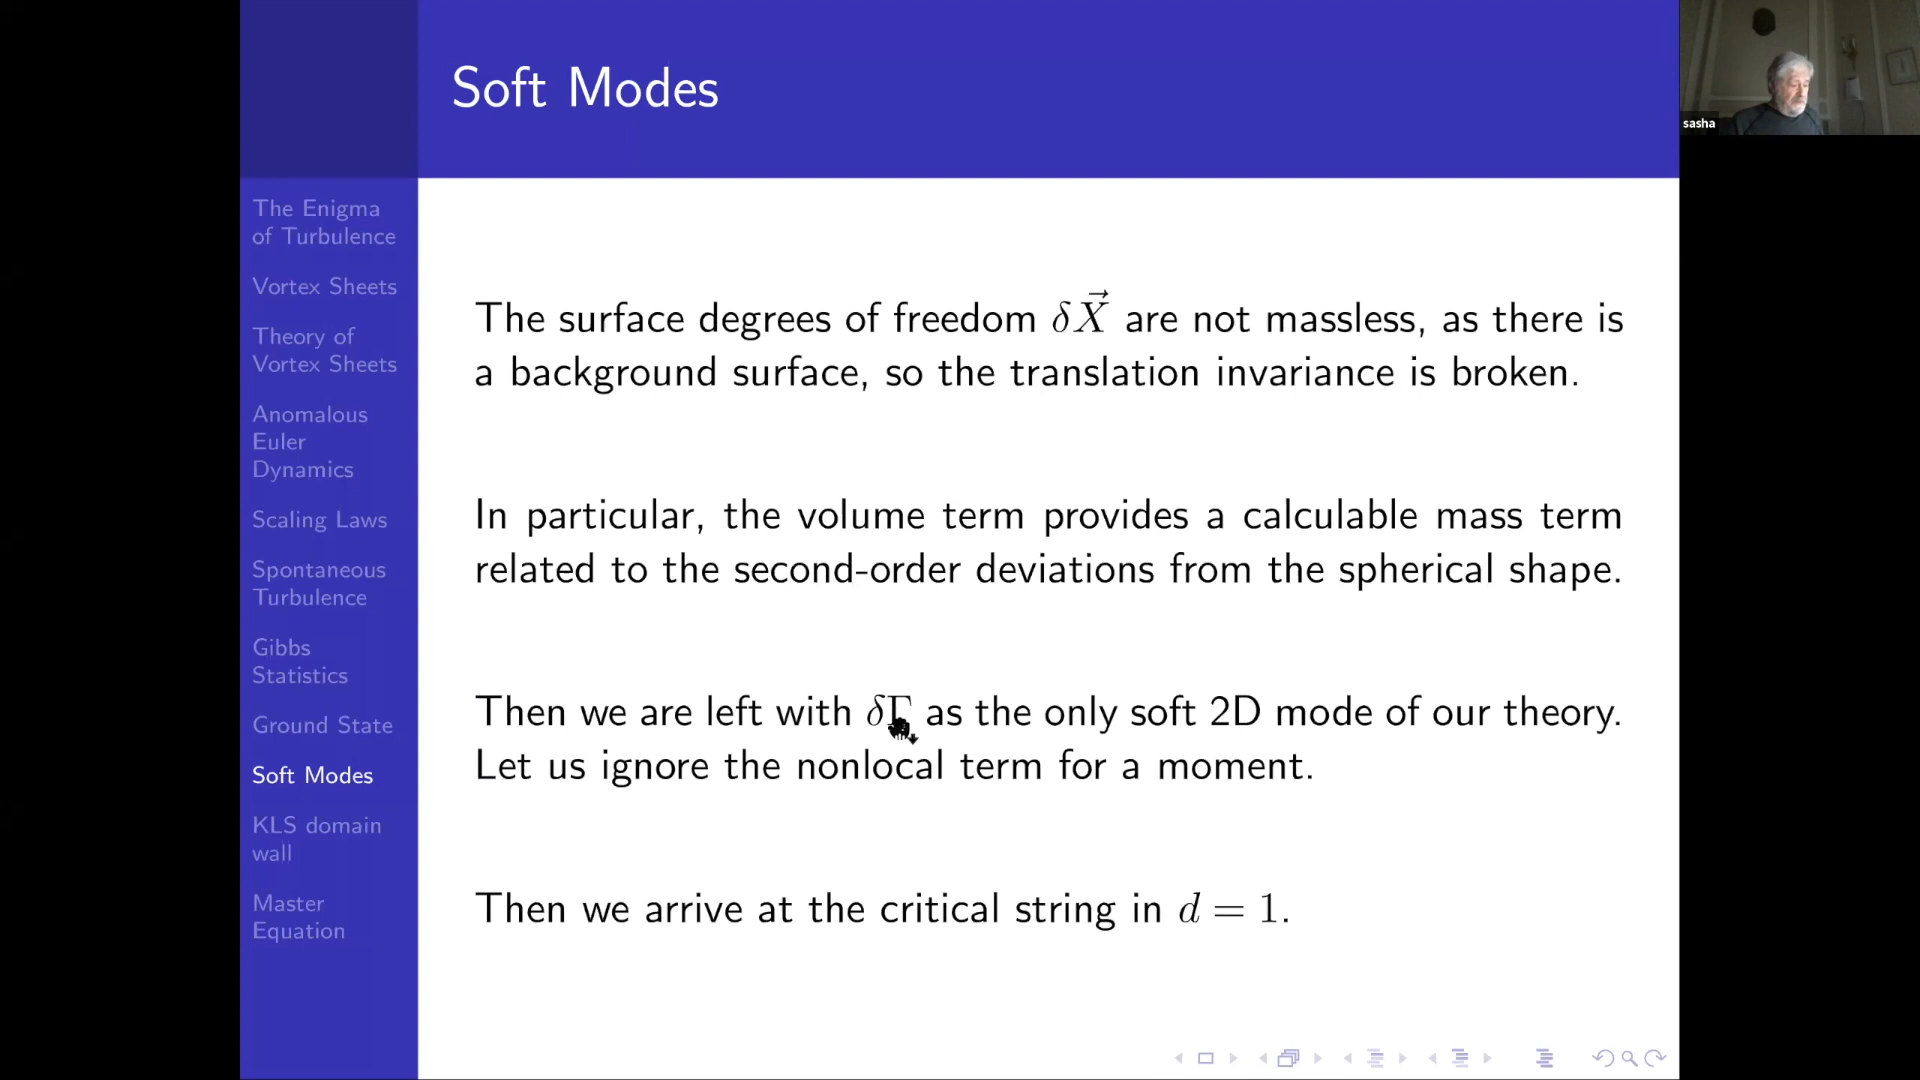 Soft Modes
sasha
The Enigma
of Turbulence
Vortex Sheets
Theory of
Vortex Sheets
Anomalous
Euler
Dynamics
Scaling Laws
Spontaneous
Turbulence
Gibbs
Statistics
Ground State
Soft Modes
KLS domain
wall
Master
Equation
The surface degrees of freedom $\delta\vec{X}$ are not massless, as there is
a background surface, so the translation invariance is broken.
In particular, the volume term provides a calculable mass term
related to the second-order deviations from the spherical shape.
Then we are left with $\delta\Gamma$ as the only soft 2D mode of our theory.
Let us ignore the nonlocal term for a moment.
Then we arrive at the critical string in $d = 1$.